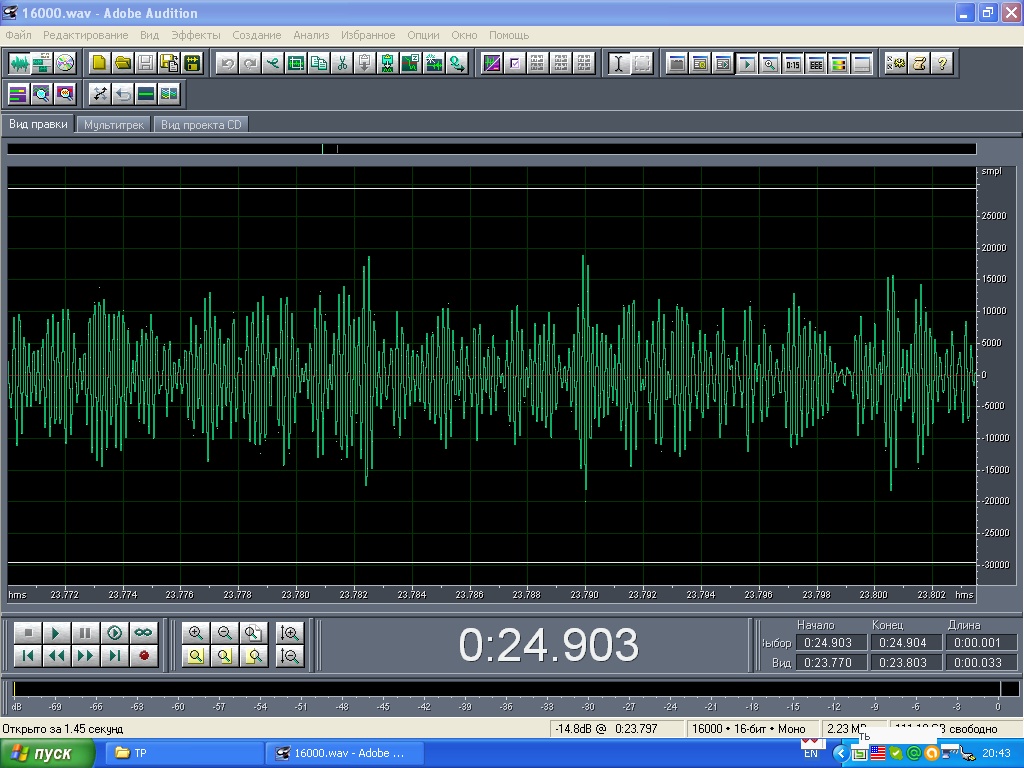 16000.wav - Adobe Audition
Файл Редактирование Вид Эффекты Создание Анализ Избранное Опции Окно Помощь
Вид правки Мультитрек Вид проекта CD
smpl
25000
20000
15000
10000
5000
0
-5000
-10000
-15000
-20000
-25000
-30000
hms 23.772 23.774 23.776 23.778 23.780 23.782 23.784 23.786 23.788 23.790 23.792 23.794 23.796 23.798 23.800 23.802 hms
0:24.903
Начало Конец Длина
Выбор 0:24.903 0:24.904 0:00.001
Вид 0:23.770 0:23.803 0:00.033
dB -69 -66 -63 -60 -57 -54 -51 -48 -45 -42 -39 -36 -33 -30 -27 -24 -21 -18 -15 -12 -9 -6 -3 0
Открыто за 1.45 секунд
-14.8dB @ 0:23.797 16000 • 16-бит • Моно 2.23 свободно
ть
пуск TP 16000.wav - Adobe ... EN 20:43